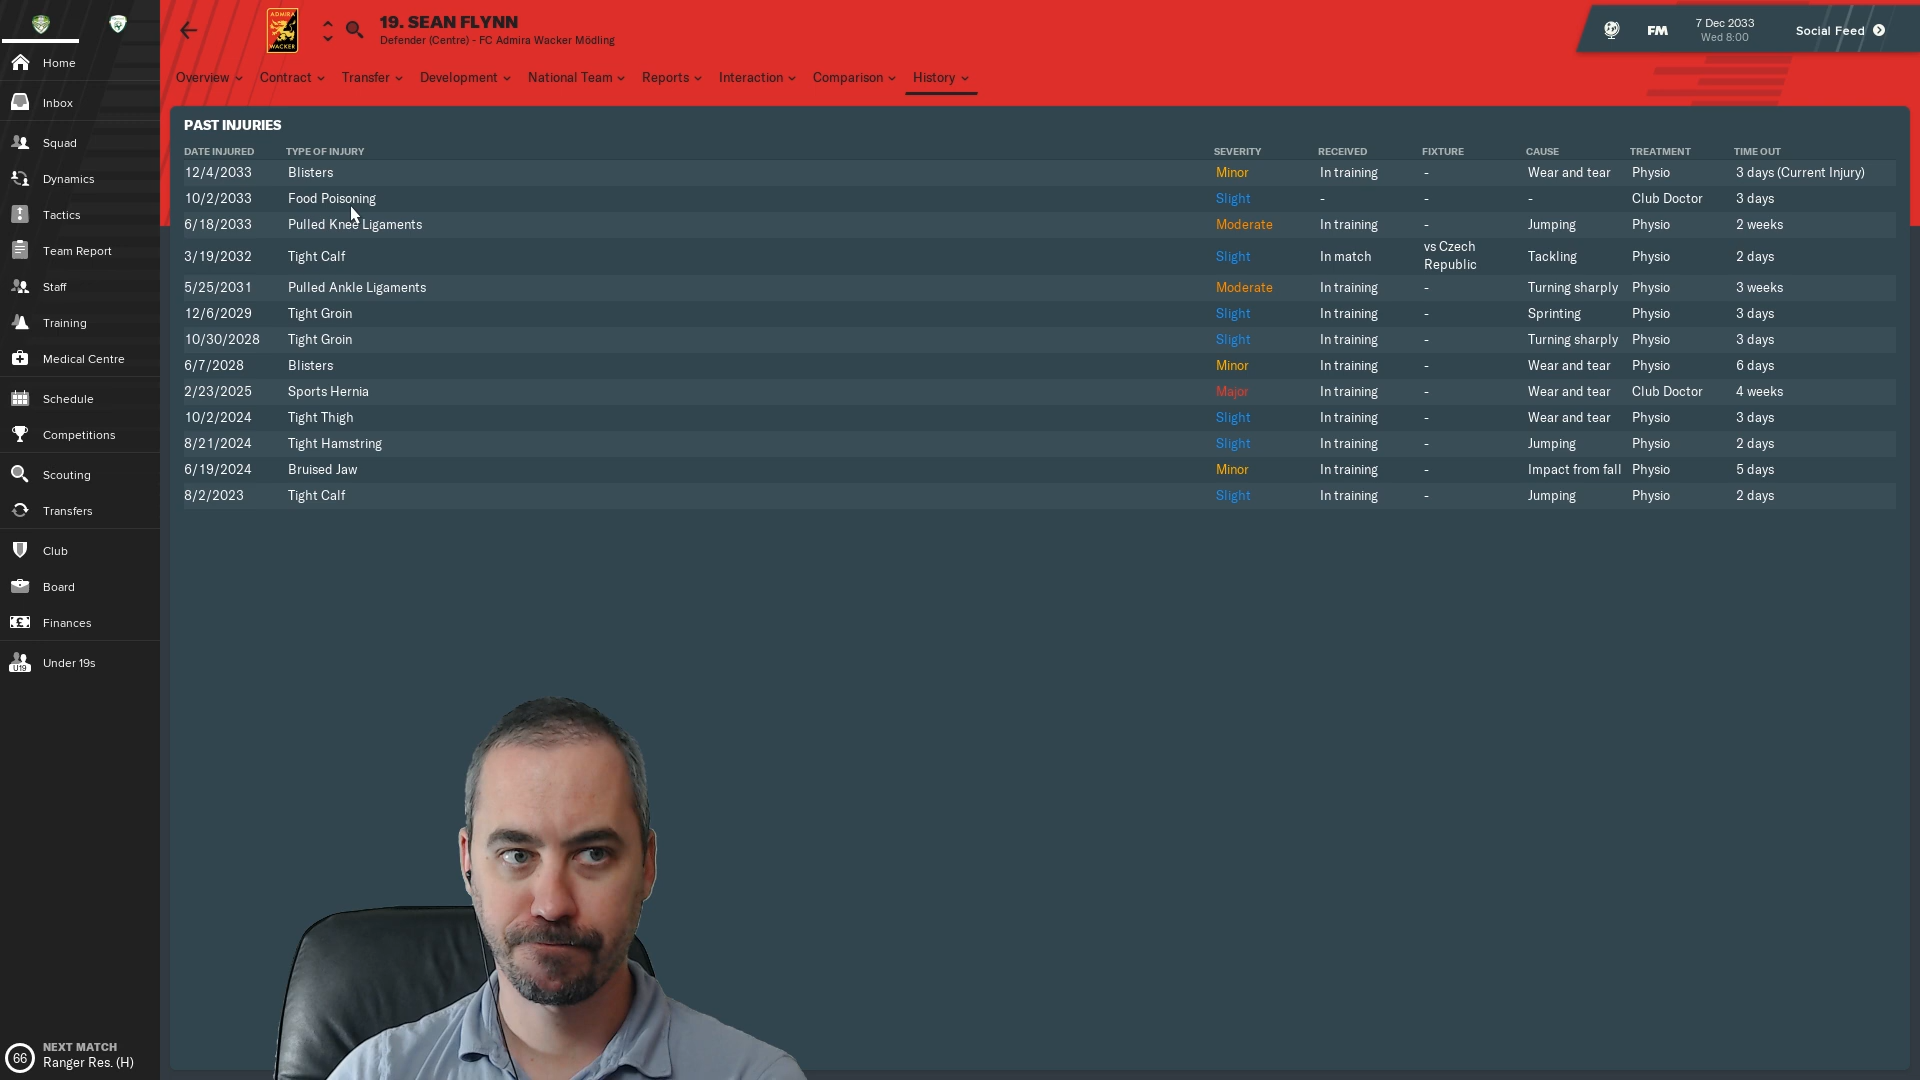 ADMIRA
WACKER
19. SEAN FLYNN
Defender (Centre) - FC Admira Wacker Mödling
FM
7 Dec 2033
Wed 8:00
Social Feed
Overview
Contract
Transfer
Development
National Team
Reports
Interaction
Comparison
History
Home
Inbox
Squad
Dynamics
Tactics
Team Report
Staff
Training
Medical Centre
Schedule
Competitions
Scouting
Transfers
Club
Board
Finances
U19
Under 19s
66
NEXT MATCH
Ranger Res. (H)
PAST INJURIES
DATE INJURED TYPE OF INJURY SEVERITY RECEIVED FIXTURE CAUSE TREATMENT TIME OUT
12/4/2033 Blisters Minor In training - Wear and tear Physio 3 days (Current Injury)
10/2/2033 Food Poisoning Slight - - - Club Doctor 3 days
6/18/2033 Pulled Knee Ligaments Moderate In training - Jumping Physio 2 weeks
3/19/2032 Tight Calf Slight In match vs Czech Republic Tackling Physio 2 days
5/25/2031 Pulled Ankle Ligaments Moderate In training - Turning sharply Physio 3 weeks
12/6/2029 Tight Groin Slight In training - Sprinting Physio 3 days
10/30/2028 Tight Groin Slight In training - Turning sharply Physio 3 days
6/7/2028 Blisters Minor In training - Wear and tear Physio 6 days
2/23/2025 Sports Hernia Major In training - Wear and tear Club Doctor 4 weeks
10/2/2024 Tight Thigh Slight In training - Wear and tear Physio 3 days
8/21/2024 Tight Hamstring Slight In training - Jumping Physio 2 days
6/19/2024 Bruised Jaw Minor In training - Impact from fall Physio 5 days
8/2/2023 Tight Calf Slight In training - Jumping Physio 2 days